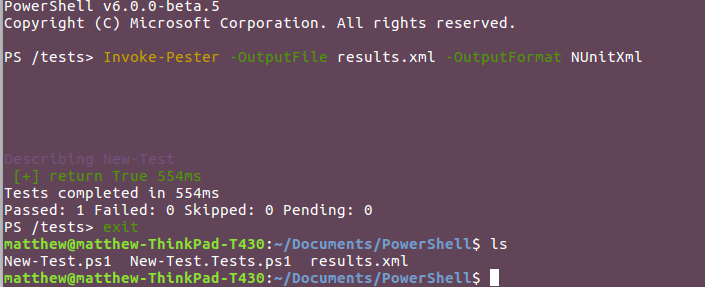 PowerShell v6.0.0-beta.5
Copyright (C) Microsoft Corporation. All rights reserved.
PS /tests> Invoke-Pester -OutputFile results.xml -OutputFormat NUnitXml
Describing New-Test
[+] return True 554ms
Tests completed in 554ms
Passed: 1 Failed: 0 Skipped: 0 Pending: 0
PS /tests> exit
matthew@matthew-ThinkPad-T430:~/Documents/PowerShell$ ls
New-Test.ps1  New-Test.Tests.ps1  results.xml
matthew@matthew-ThinkPad-T430:~/Documents/PowerShell$